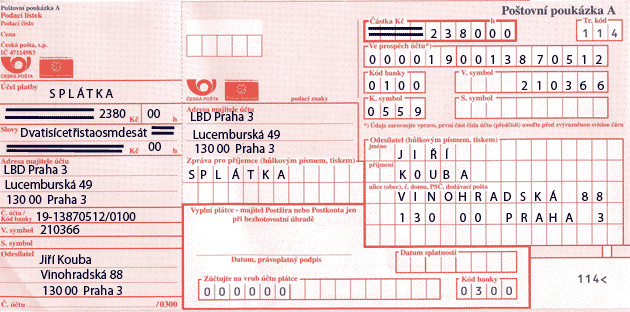 Poštovní poukázka A
Podací lístek
Podací číslo
Cena
Česká pošta, s.p.
IČ 47114983
ČESKÁ POŠTA
Účel platby
SPLÁTKA
2380 Kč 00 h
Slovy Dvatisícetřistaosmdesát
Kč 00 h
Adresa majitele účtu
LBD Praha 3
Lucemburská 49
130 00 Praha 3
Č. účtu / Kód banky 19-13870512/0100
V. symbol 210366
S. symbol
Odesílatel
Jiří Kouba
Vinohradská 88
130 00 Praha 3
Č. účtu /0300
ČESKÁ POŠTA
podací znaky
Adresa majitele účtu
LBD Praha 3
Lucemburská 49
130 00 Praha 3
Zpráva pro příjemce (hůlkovým písmem, tiskem)
SPLÁTKA
Vyplní plátce - majitel Postžira nebo Postkonta jen
při bezhotovostní úhradě
Datum, právoplatný podpis
Datum splatnosti
Zúčtujte na vrub účtu plátce
000000
Kód banky
0300
Poštovní poukázka A
Částka Kč
238000
Tr. kód
114
Ve prospěch účtu*)
0000190013870512
Kód banky
0100
V. symbol
210366
K. symbol
0559
S. symbol
*) Údaje zarovnejte vpravo, první část čísla účtu (předčíslí) uveďte před zvýrazněnou svislou čáru
Odesílatel (hůlkovým písmem, tiskem)
jméno
JIŘÍ
příjmení
KOUBA
ulice (obec), č. domu, PSČ, dodávací pošta
VINOHRADSKÁ 88
130 00 PRAHA 3
114<